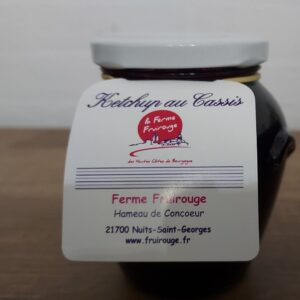 Ketchup au Cassis
la Ferme
Fruirouge
des Hautes Côtes de Bourgogne
Ferme Fruirouge
Hameau de Concoeur
21700 Nuits-Saint-Georges
www.fruirouge.fr